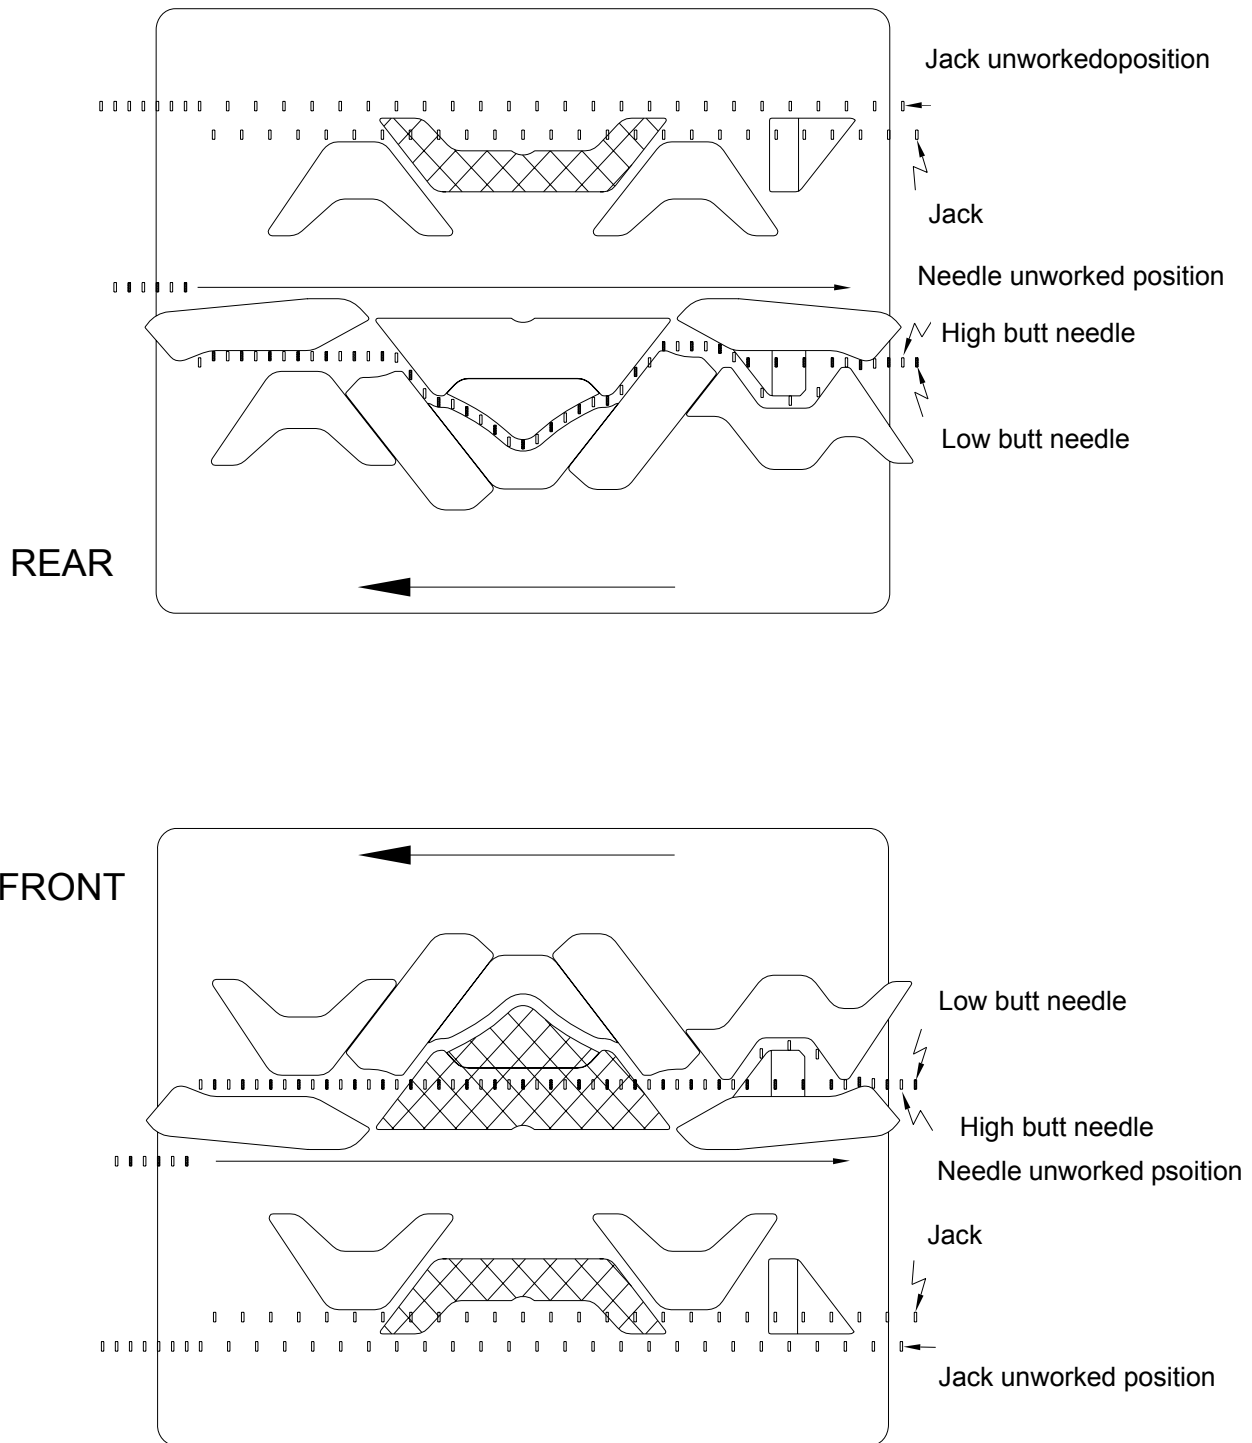 Jack unworkedoposition
Jack
Needle unworked position
High butt needle
Low butt needle
REAR
FRONT
Low butt needle
High butt needle
Needle unworked psoition
Jack
Jack unworked position